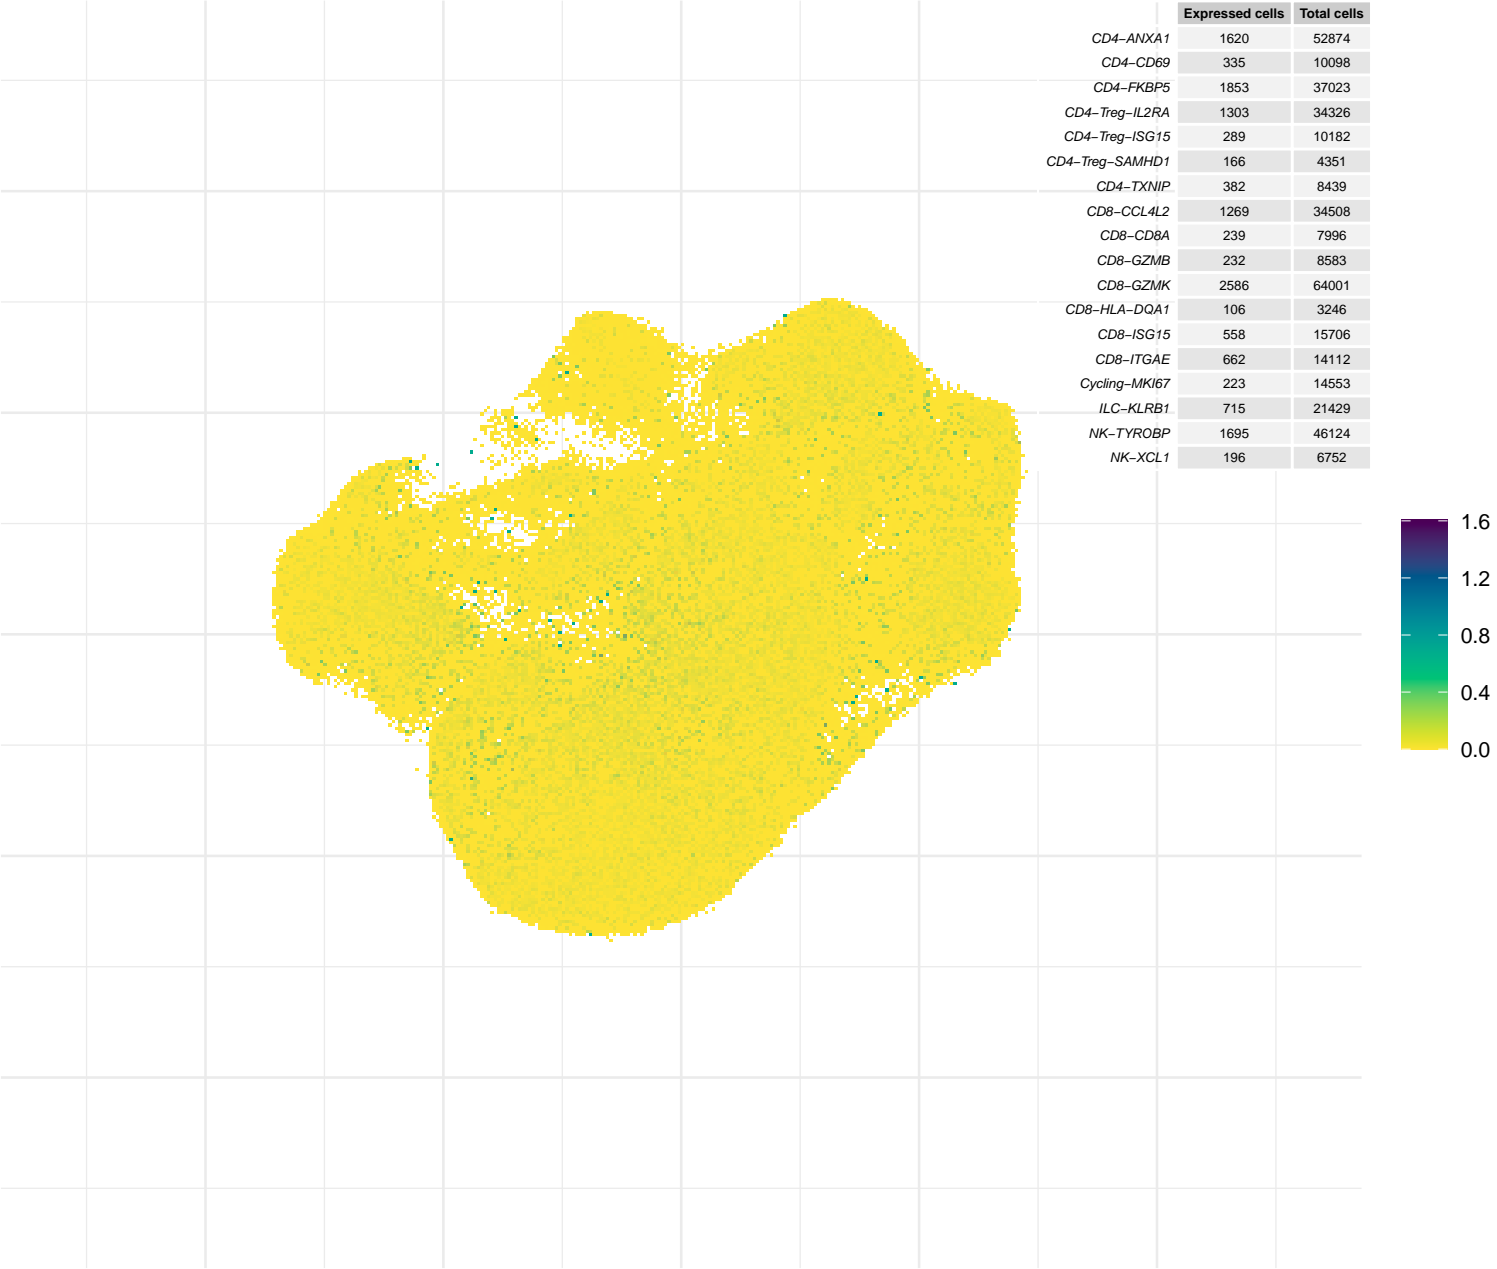 Expressed cells Total cells
CD4−ANXA1 1620 52874
CD4−CD69 335 10098
CD4−FKBP5 1853 37023
CD4−Treg−IL2RA 1303 34326
CD4−Treg−ISG15 289 10182
CD4−Treg−SAMHD1 166 4351
CD4−TXNIP 382 8439
CD8−CCL4L2 1269 34508
CD8−CD8A 239 7996
CD8−GZMB 232 8583
CD8−GZMK 2586 64001
CD8−HLA−DQA1 106 3246
CD8−ISG15 558 15706
CD8−ITGAE 662 14112
Cycling−MKI67 223 14553
ILC−KLRB1 715 21429
NK−TYROBP 1695 46124
NK−XCL1 196 6752
1.6
1.2
0.8
0.4
0.0